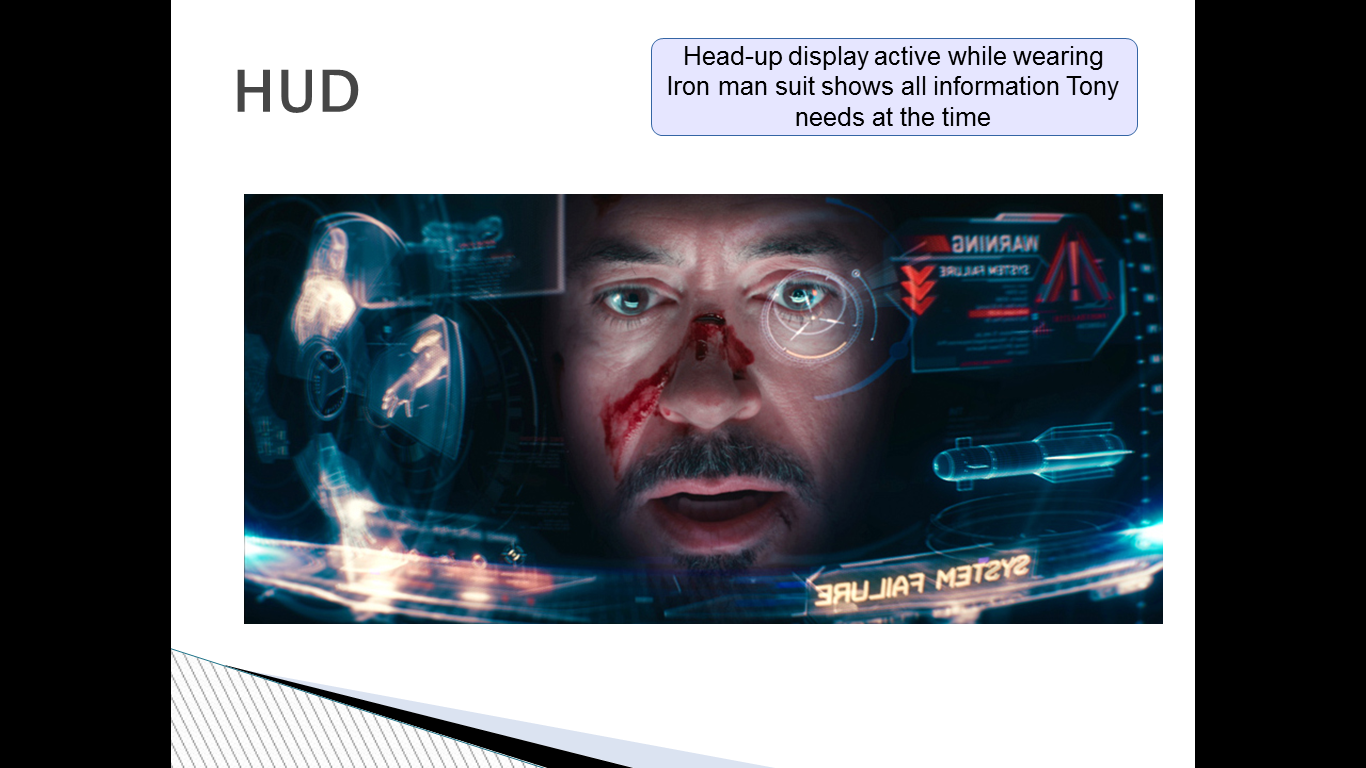 HUD
Head-up display active while wearing
Iron man suit shows all information Tony
needs at the time
WARNING
SYSTEM FAILURE
SYSTEM FAILURE